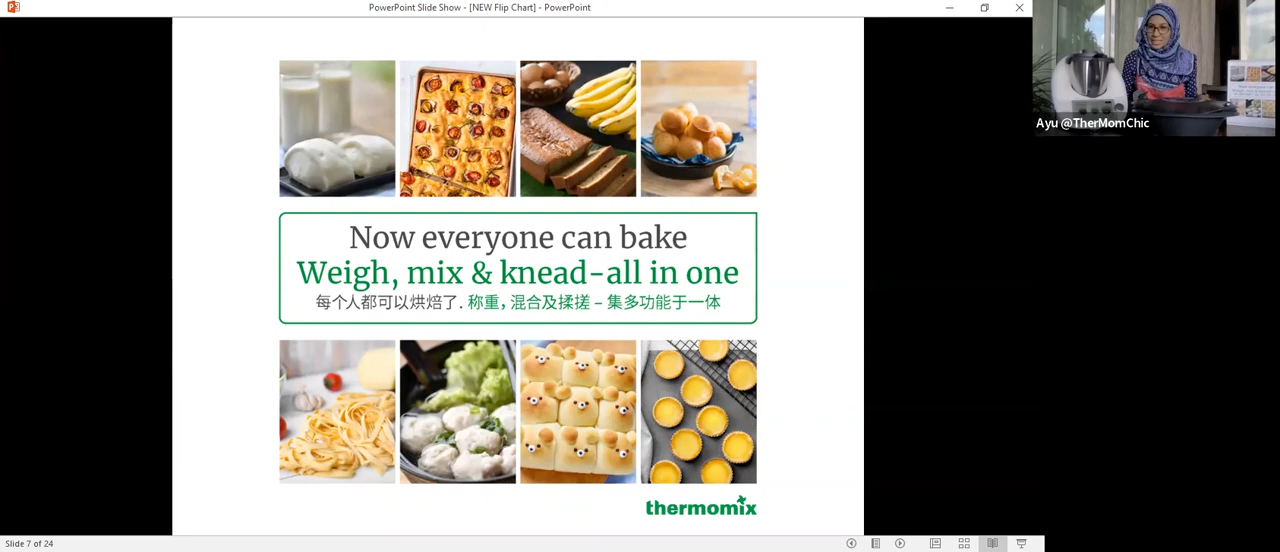 PowerPoint Slide Show - [NEW Flip Chart] - PowerPoint
Ayu @TherMomChic
Now everyone can bake
Weigh, mix & knead-all in one
每个人都可以烘焙了. 称重, 混合及揉搓 – 集多功能于一体
thermomix
Slide 7 of 24